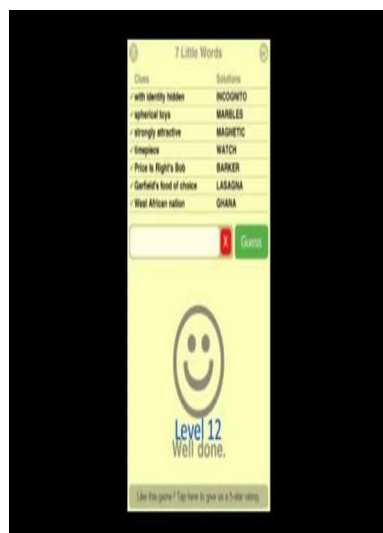 7 Little Words
Clues Solutions
✓with identity hidden INCOGNITO
✓spherical toys MARBLES
✓strongly attractive MAGNETIC
✓timepiece WATCH
✓Price Is Right's Bob BARKER
✓Garfield's food of choice LASAGNA
✓West African nation GHANA
X Guess
Level 12
Well done.
Like this game? Tap here to give us a 5-star rating.